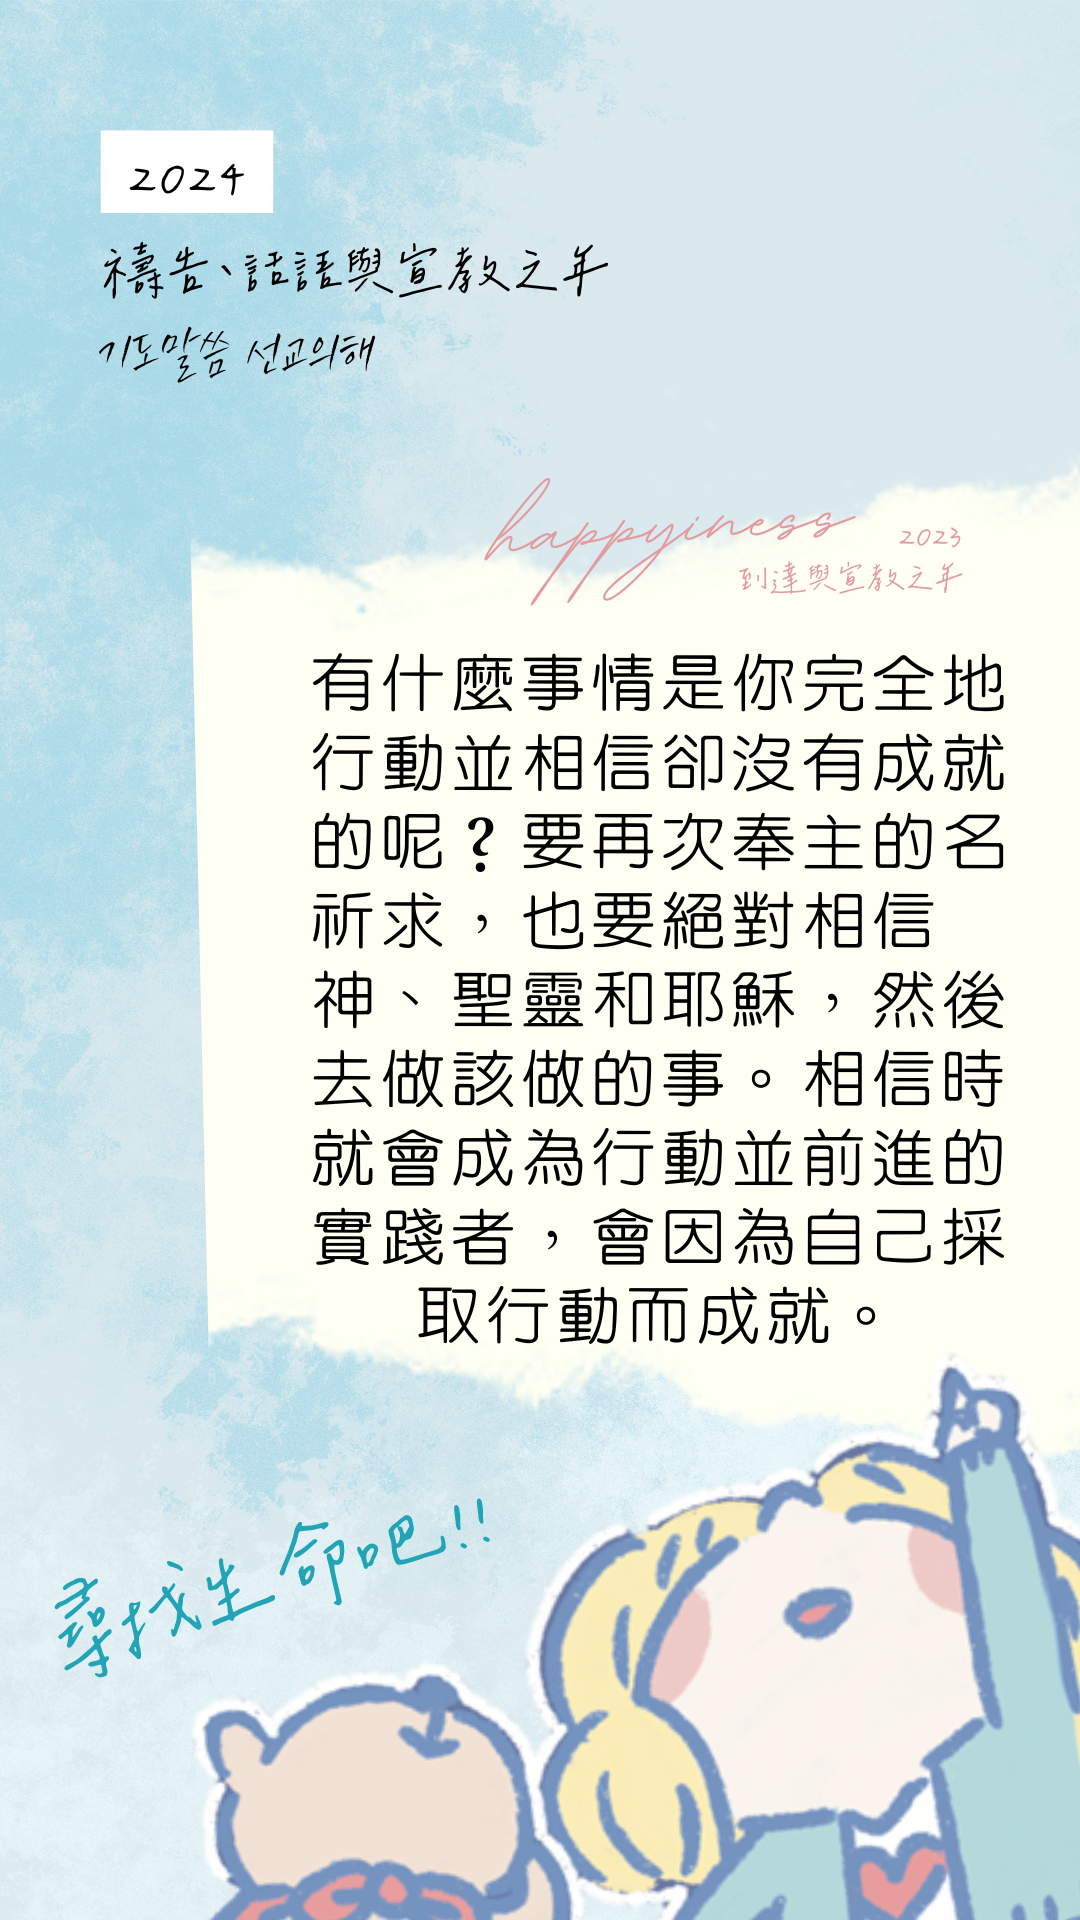 2024
禱告、話語與宣教之年
기도말씀 선교의해
happyiness
2023
到達與宣教之年
有什麼事情是你完全地
行動並相信卻沒有成就
的呢？要再次奉主的名
祈求，也要絕對相信
神、聖靈和耶穌，然後
去做該做的事。相信時
就會成為行動並前進的
實踐者，會因為自己採
取行動而成就。
尋找生命吧!!